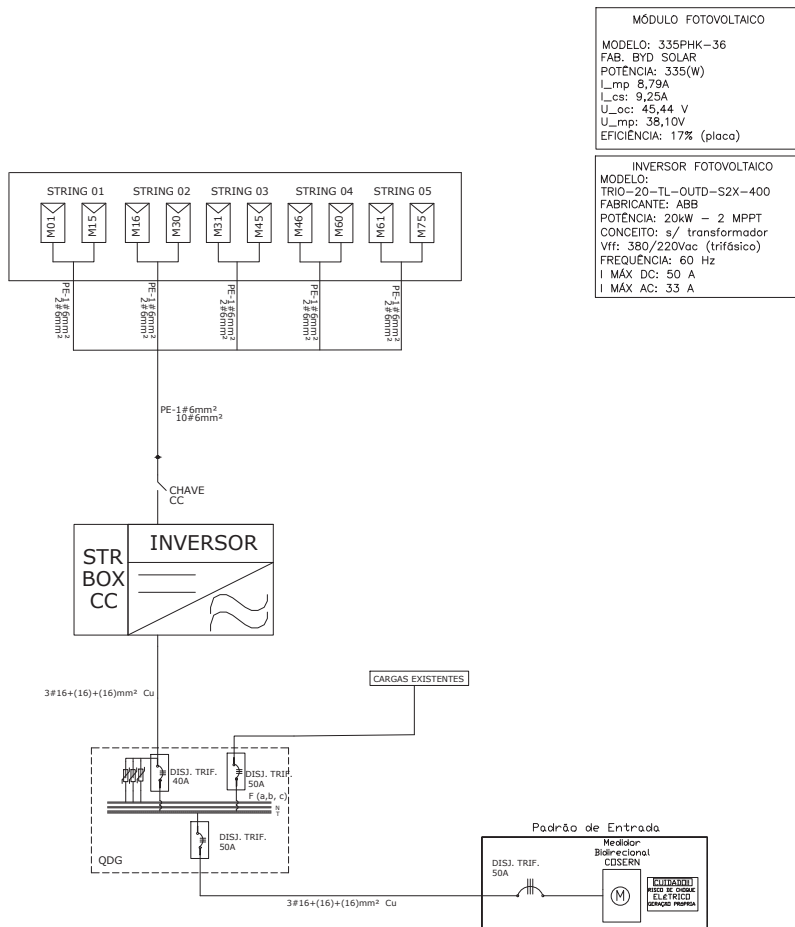 MÓDULO FOTOVOLTAICO
MODELO: 335PHK-36
FAB. BYD SOLAR
POTÊNCIA: 335(W)
I_mp 8,79A
I_cs: 9,25A
U_oc: 45,44 V
U_mp: 38,10V
EFICIÊNCIA: 17% (placa)
INVERSOR FOTOVOLTAICO
MODELO:
TRIO-20-TL-OUTD-S2X-400
FABRICANTE: ABB
POTÊNCIA: 20kW - 2 MPPT
CONCEITO: s/ transformador
Vff: 380/220Vac (trifásico)
FREQUÊNCIA: 60 Hz
I MÁX DC: 50 A
I MÁX AC: 33 A
STRING 01 STRING 02 STRING 03 STRING 04 STRING 05
M01 M15 M16 M30 M31 M45 M46 M60 M61 M75
PE-1#6mm²
2#6mm²
PE-1#6mm²
2#6mm²
PE-1#6mm²
2#6mm²
PE-1#6mm²
2#6mm²
PE-1#6mm²
2#6mm²
PE-1#6mm²
10#6mm²
CHAVE
CC
STR
BOX
CC
INVERSOR
3#16+(16)+(16)mm² Cu
CARGAS EXISTENTES
DISJ. TRIF.
40A
DISJ. TRIF.
50A
F (a,b, c)
N
T
DISJ. TRIF.
50A
QDG
3#16+(16)+(16)mm² Cu
Padrão de Entrada
Medidor
Bidirecional
COSERN
DISJ. TRIF.
50A
M
CUIDADO!
RISCO DE CHOQUE
ELÉTRICO
GERAÇÃO PRÓPRIA